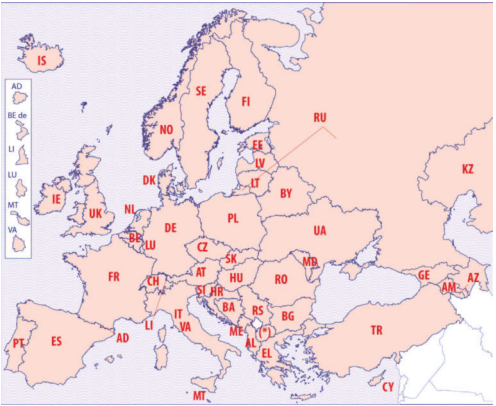 IS
AD
BE de
LI
LU
MT
VA
SE
FI
NO
RU
EE
LV
LT
DK
BY
KZ
IE
UK
NL
BE
LU
DE
PL
UA
CZ
SK
MD
FR
CH
AT
HU
RO
GE
AM
AZ
SI
HR
BA
RS
BG
IT
VA
ME
(*)
AL
EL
TR
PT
ES
AD
LI
MT
CY